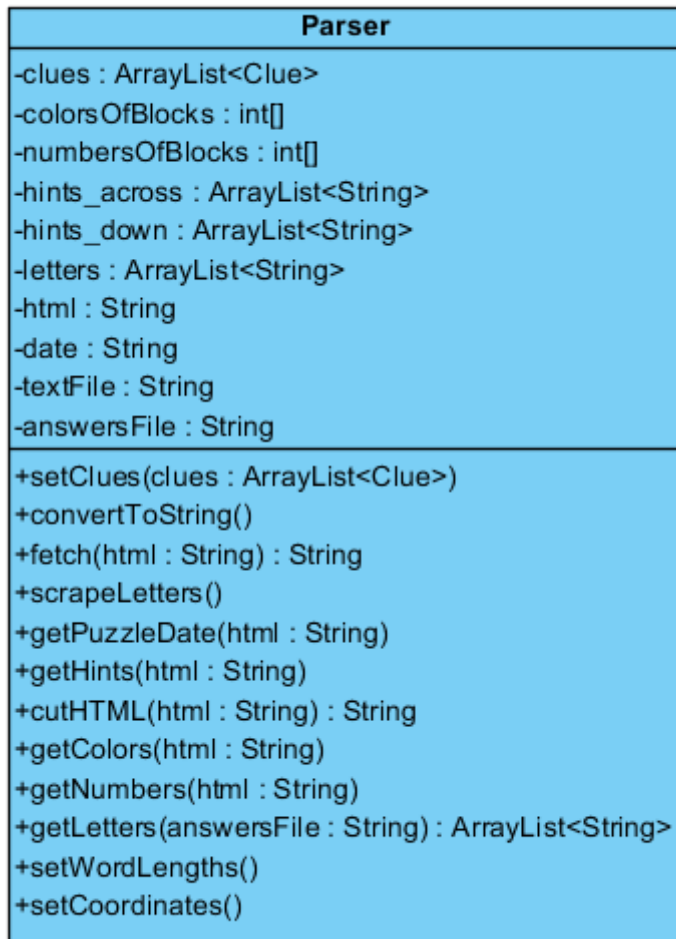 Parser
-clues : ArrayList<Clue>
-colorsOfBlocks : int[]
-numbersOfBlocks : int[]
-hints_across : ArrayList<String>
-hints_down : ArrayList<String>
-letters : ArrayList<String>
-html : String
-date : String
-textFile : String
-answersFile : String
+setClues(clues : ArrayList<Clue>)
+convertToString()
+fetch(html : String) : String
+scrapeLetters()
+getPuzzleDate(html : String)
+getHints(html : String)
+cutHTML(html : String) : String
+getColors(html : String)
+getNumbers(html : String)
+getLetters(answersFile : String) : ArrayList<String>
+setWordLengths()
+setCoordinates()